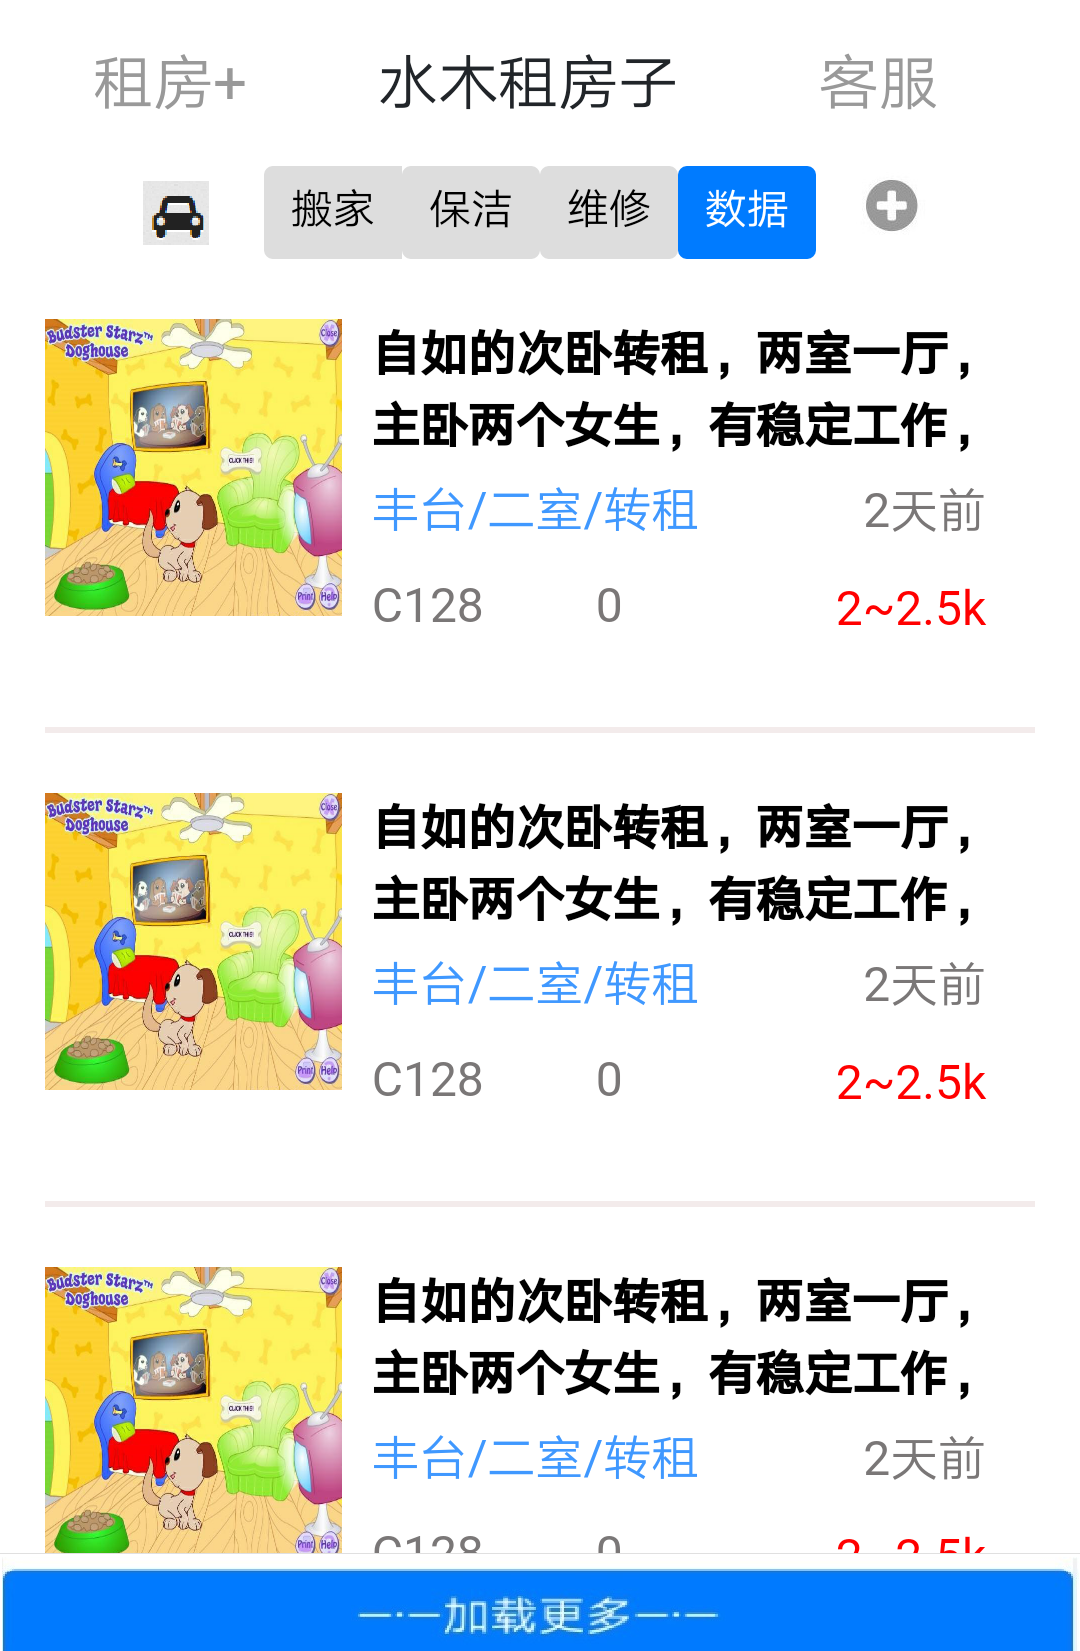 租房+ 水木租房子 客服
搬家 保洁 维修 数据
Budster Starz™
Doghouse
Close
CLICK THIS!
Print Help
自如的次卧转租，两室一厅，
主卧两个女生，有稳定工作，
丰台/二室/转租 2天前
C128 0 2~2.5k
Budster Starz™
Doghouse
Close
CLICK THIS!
Print Help
自如的次卧转租，两室一厅，
主卧两个女生，有稳定工作，
丰台/二室/转租 2天前
C128 0 2~2.5k
Budster Starz™
Doghouse
Close
CLICK THIS!
Print Help
自如的次卧转租，两室一厅，
主卧两个女生，有稳定工作，
丰台/二室/转租 2天前
C128 0 2~2.5k
—·—加载更多—·—